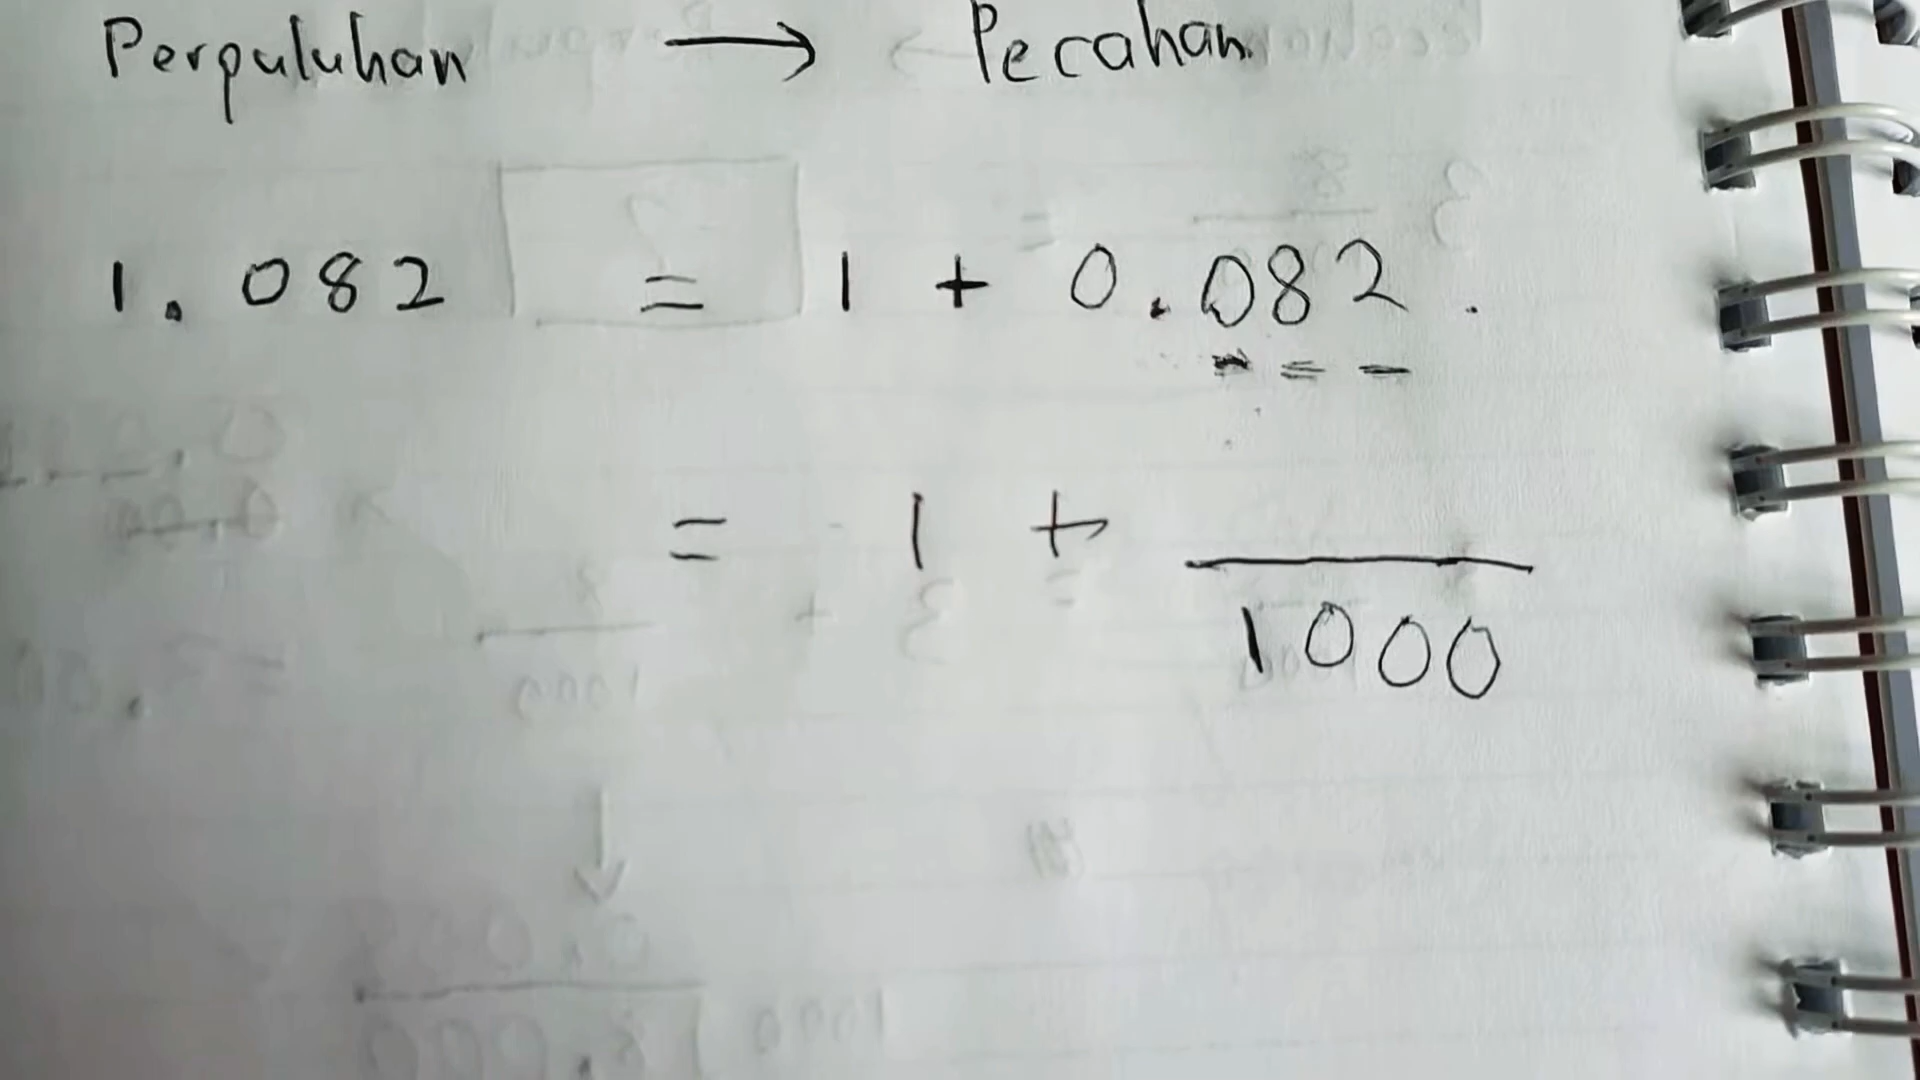 Perpuluhan → Pecahan
1.082 = 1 + 0.082.
= 1 + /1000